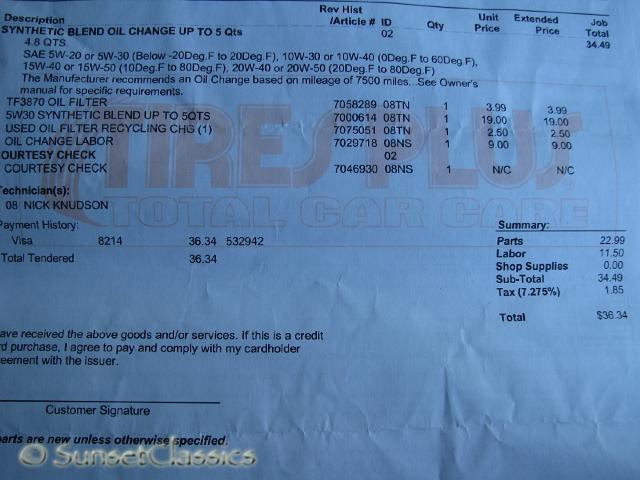 Description Rev Hist /Article # ID Qty Unit Price Extended Price Job Total
SYNTHETIC BLEND OIL CHANGE UP TO 5 Qts 02 34.49
4.8 QTS.
SAE 5W-20 or 5W-30 (Below -20Deg.F to 20Deg.F), 10W-30 or 10W-40 (0Deg.F to 60Deg.F),
15W-40 or 15W-50 (10Deg.F to 80Deg.F), 20W-40 or 20W-50 (20Deg.F to 80Deg.F)
The Manufacturer recommends an Oil Change based on mileage of 7500 miles...See Owner's
manual for specific requirements.
TF3870 OIL FILTER 7058289 08TN 1 3.99 3.99
5W30 SYNTHETIC BLEND UP TO 5QTS 7000614 08TN 1 19.00 19.00
USED OIL FILTER RECYCLING CHG (1) 7075051 08TN 1 2.50 2.50
OIL CHANGE LABOR 7029718 08NS 1 9.00 9.00
OURTESY CHECK 02
COURTESY CHECK 7046930 08NS 1 N/C N/C
TIRES PLUS
TOTAL CAR CARE
echnician(s):
08 NICK KNUDSON
ayment History:
Visa 8214 36.34 532942
Total Tendered 36.34
Summary:
Parts 22.99
Labor 11.50
Shop Supplies 0.00
Sub-Total 34.49
Tax (7.275%) 1.85
Total $36.34
ave received the above goods and/or services. If this is a credit
rd purchase, I agree to pay and comply with my cardholder
eement with the issuer.
Customer Signature
arts are new unless otherwise specified.
© SunsetClassics